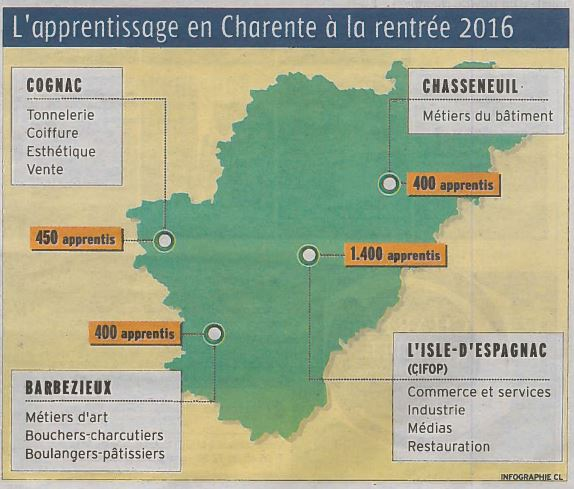 L'apprentissage en Charente à la rentrée 2016
COGNAC
Tonnellerie
Coiffure
Esthétique
Vente
CHASSENEUIL
Métiers du bâtiment
400 apprentis
450 apprentis
1.400 apprentis
400 apprentis
BARBEZIEUX
Métiers d'art
Bouchers-charcutiers
Boulangers-pâtissiers
L'ISLE-D'ESPAGNAC
(CIFOP)
Commerce et services
Industrie
Médias
Restauration
INFOGRAPHIE CL